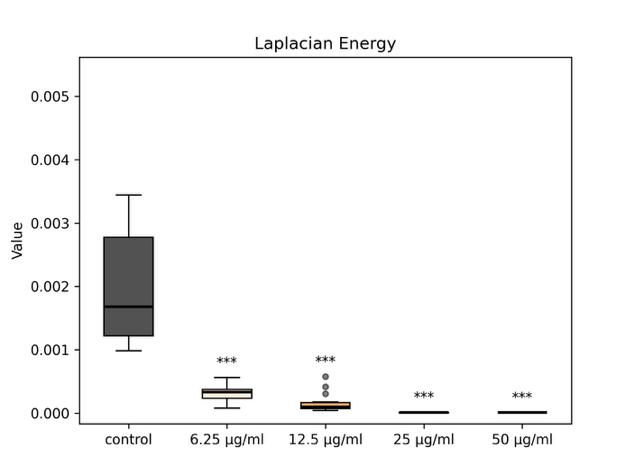 Laplacian Energy
0.005
0.004
0.003
0.002
0.001
0.000
Value
***
***
***
***
control
6.25 µg/ml
12.5 µg/ml
25 µg/ml
50 µg/ml